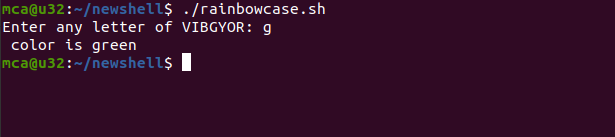 mca@u32:~/newshell$ ./rainbowcase.sh
Enter any letter of VIBGYOR: g
 color is green
mca@u32:~/newshell$